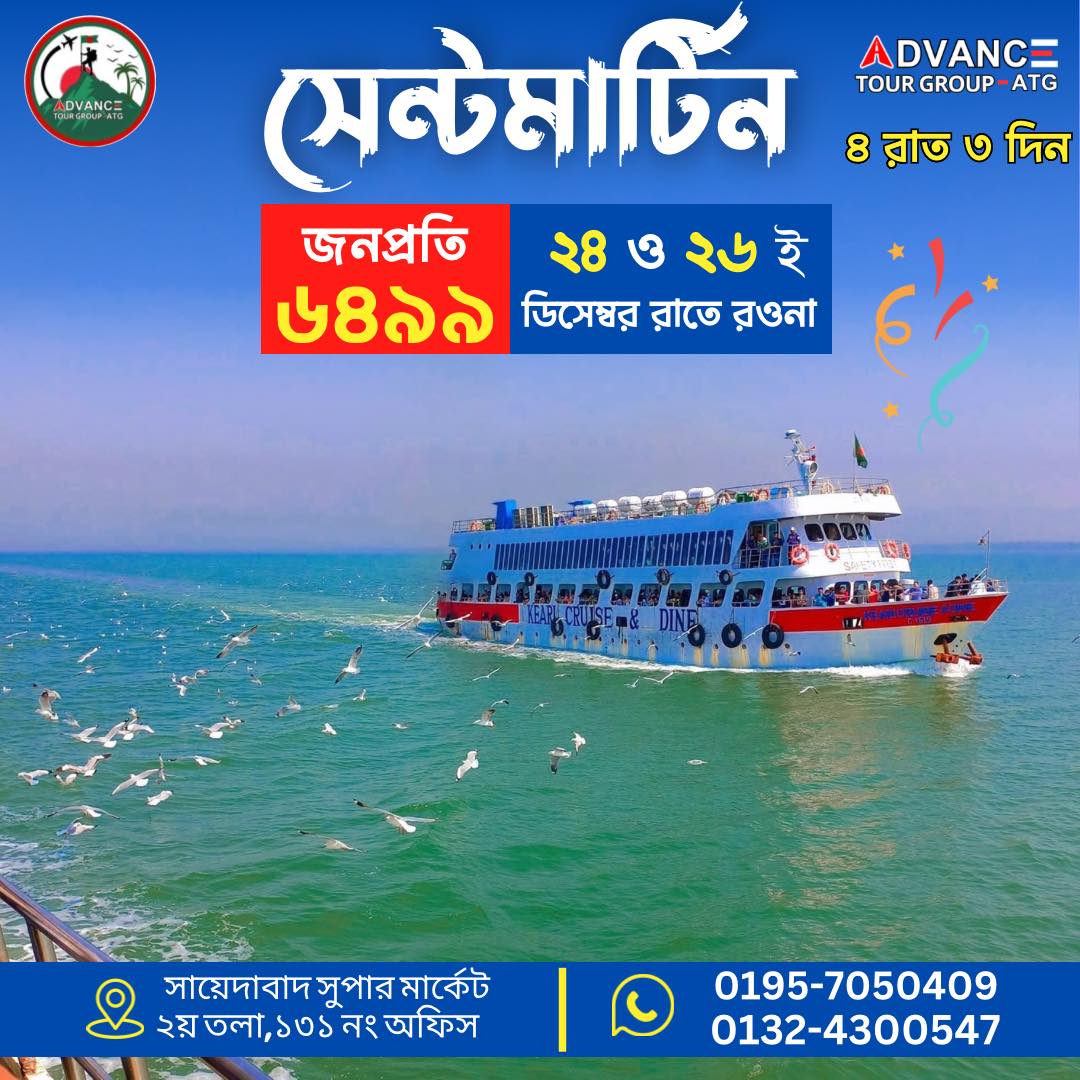 ADVANCE
TOUR GROUP-ATG
সেন্টমার্টিন
ADVANCE
TOUR GROUP-ATG
৪ রাত ৩ দিন
জনপ্রতি
৬৪৯৯
২৪ ও ২৬ ই
ডিসেম্বর রাতে রওনা
KEARI CRUISE & DINE
সায়েদাবাদ সুপার মার্কেট
২য় তলা,১৩১ নং অফিস
0195-7050409
0132-4300547